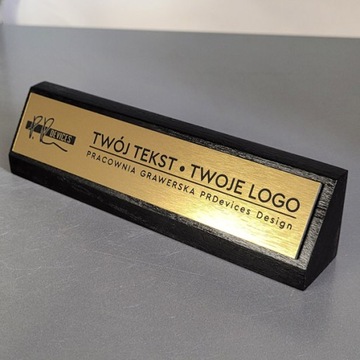 PR DEVICES
TWÓJ TEKST • TWOJE LOGO
PRACOWNIA GRAWERSKA PRDevices Design